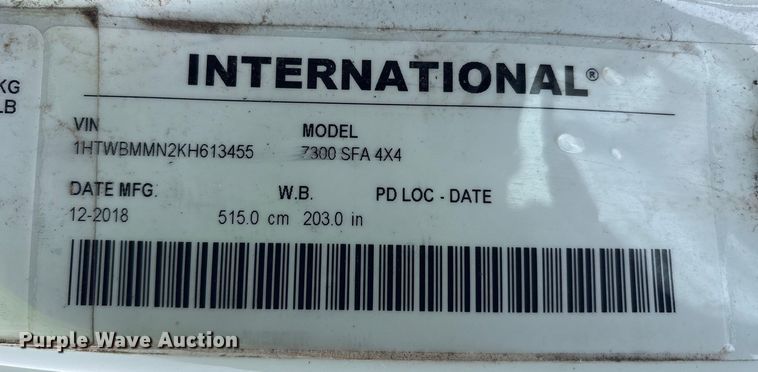 KG
LB
INTERNATIONAL®
VIN
MODEL
1HTWBMMN2KH613455
7300 SFA 4X4
DATE MFG.
W.B.
PD LOC - DATE
12-2018
515.0 cm
203.0 in
Purple Wave Auction